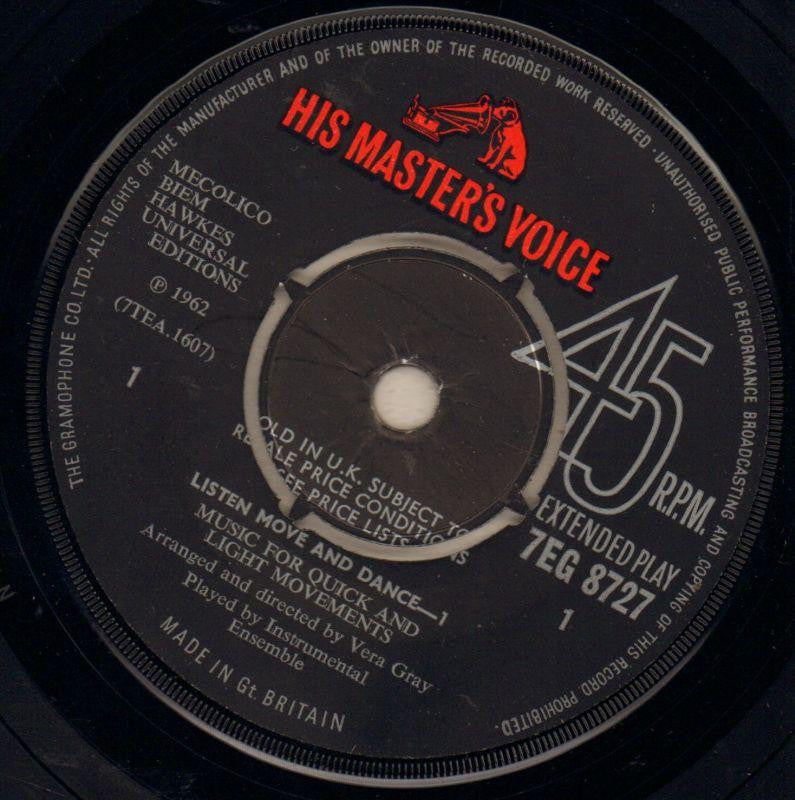 THE GRAMOPHONE CO. LTD. ALL RIGHTS OF THE MANUFACTURER AND OF THE OWNER OF THE RECORDED WORK RESERVED · UNAUTHORISED PUBLIC PERFORMANCE BROADCASTING AND COPYING OF THIS RECORD PROHIBITED.
HIS MASTER'S VOICE
MECOLICO
BIEM
HAWKES
UNIVERSAL
EDITIONS
Ⓟ 1962
(7TEA.1607)
1
45
R.P.M.
EXTENDED PLAY
7EG 8727
1
OLD IN U.K. SUBJECT TO
RESALE PRICE CONDITIONS
SEE PRICE LISTS
LISTEN MOVE AND DANCE—1
MUSIC FOR QUICK AND
LIGHT MOVEMENTS
Arranged and directed by Vera Gray
Played by Instrumental
Ensemble
MADE IN Gt. BRITAIN